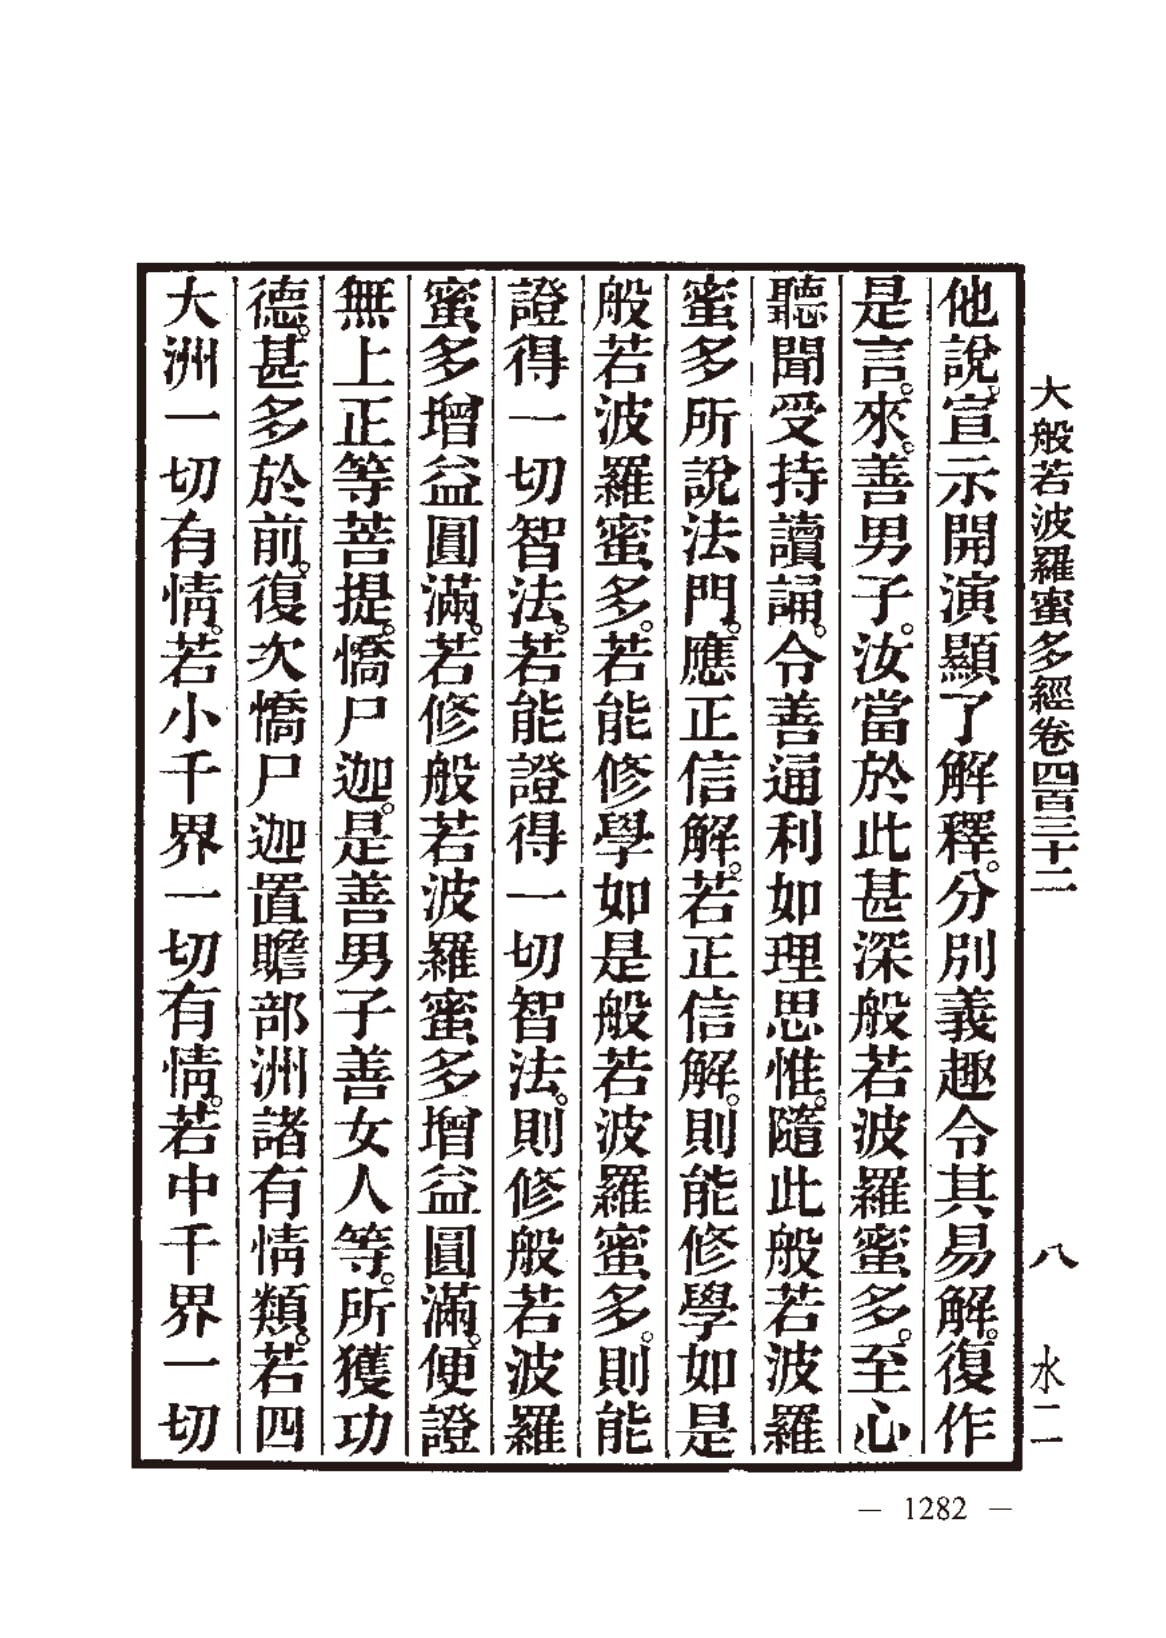 大般若波羅蜜多經卷四百三十二 八 水二
他說。宣示開演顯了解釋。分別義趣令其易解。復作
是言。來。善男子。汝當於此甚深般若波羅蜜多。至心
聽聞受持讀誦。令善逼利如理思惟。隨此般若波羅
蜜多所說法門。應正信解。若正信解。則能修學如是
般若波羅蜜多。若能修學如是般若波羅蜜多。則能
證得一切智法。若能證得一切智法。則修般若波羅
蜜多增益圓滿。若修般若波羅蜜多增益圓滿。便證
無上正等菩提。憍尸迦。是善男子善女人等。所獲功
德。甚多於前。復次憍尸迦置贍部洲諸有情類。若四
大洲一切有情。若小千界一切有情。若中千界一切
— 1282 —